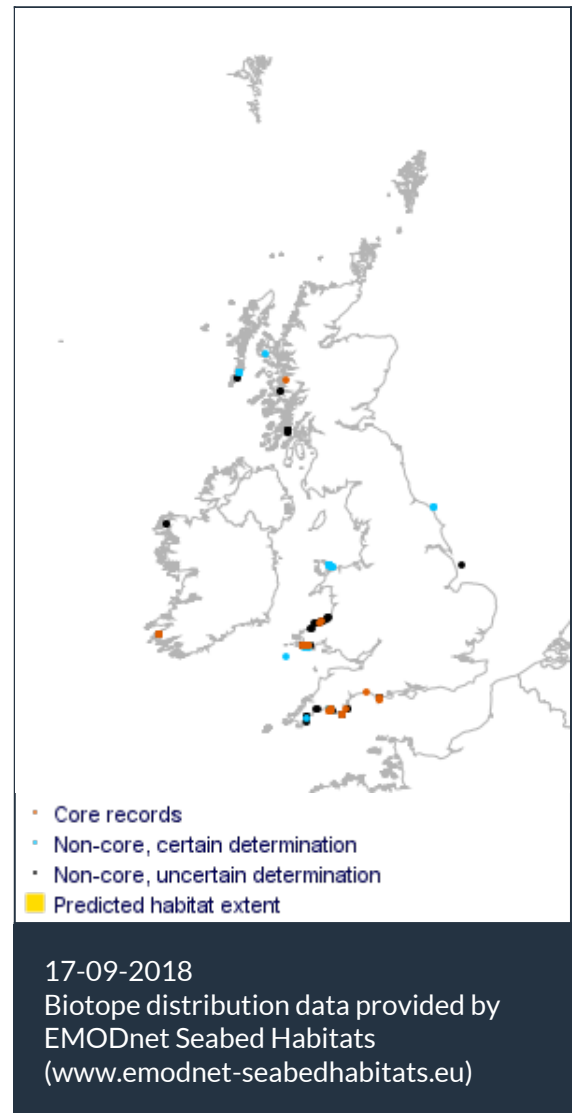 Core records
Non-core, certain determination
Non-core, uncertain determination
Predicted habitat extent
17-09-2018
Biotope distribution data provided by
EMODnet Seabed Habitats
(www.emodnet-seabedhabitats.eu)